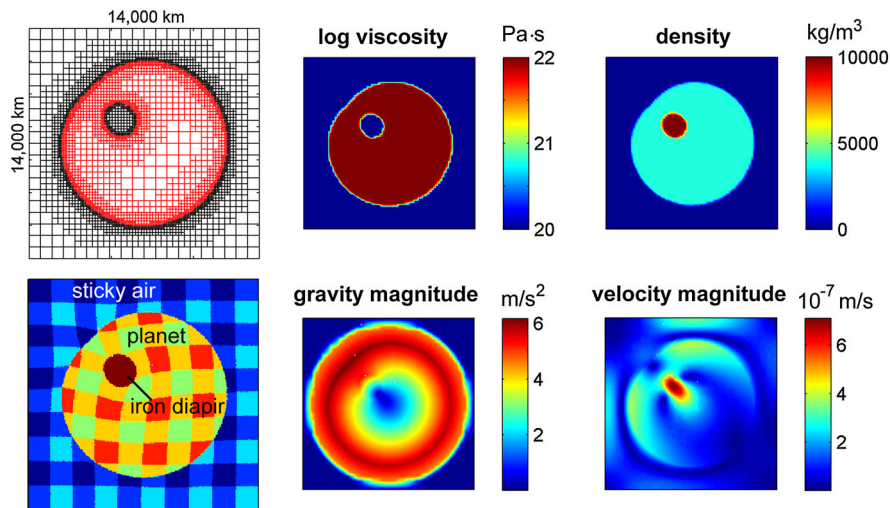 14,000 km
14,000 km
log viscosity
Pa·s
22
21
20
density
kg/m³
10000
5000
0
sticky air
planet
iron diapir
gravity magnitude
m/s²
6
4
2
velocity magnitude
10⁻⁷ m/s
6
4
2